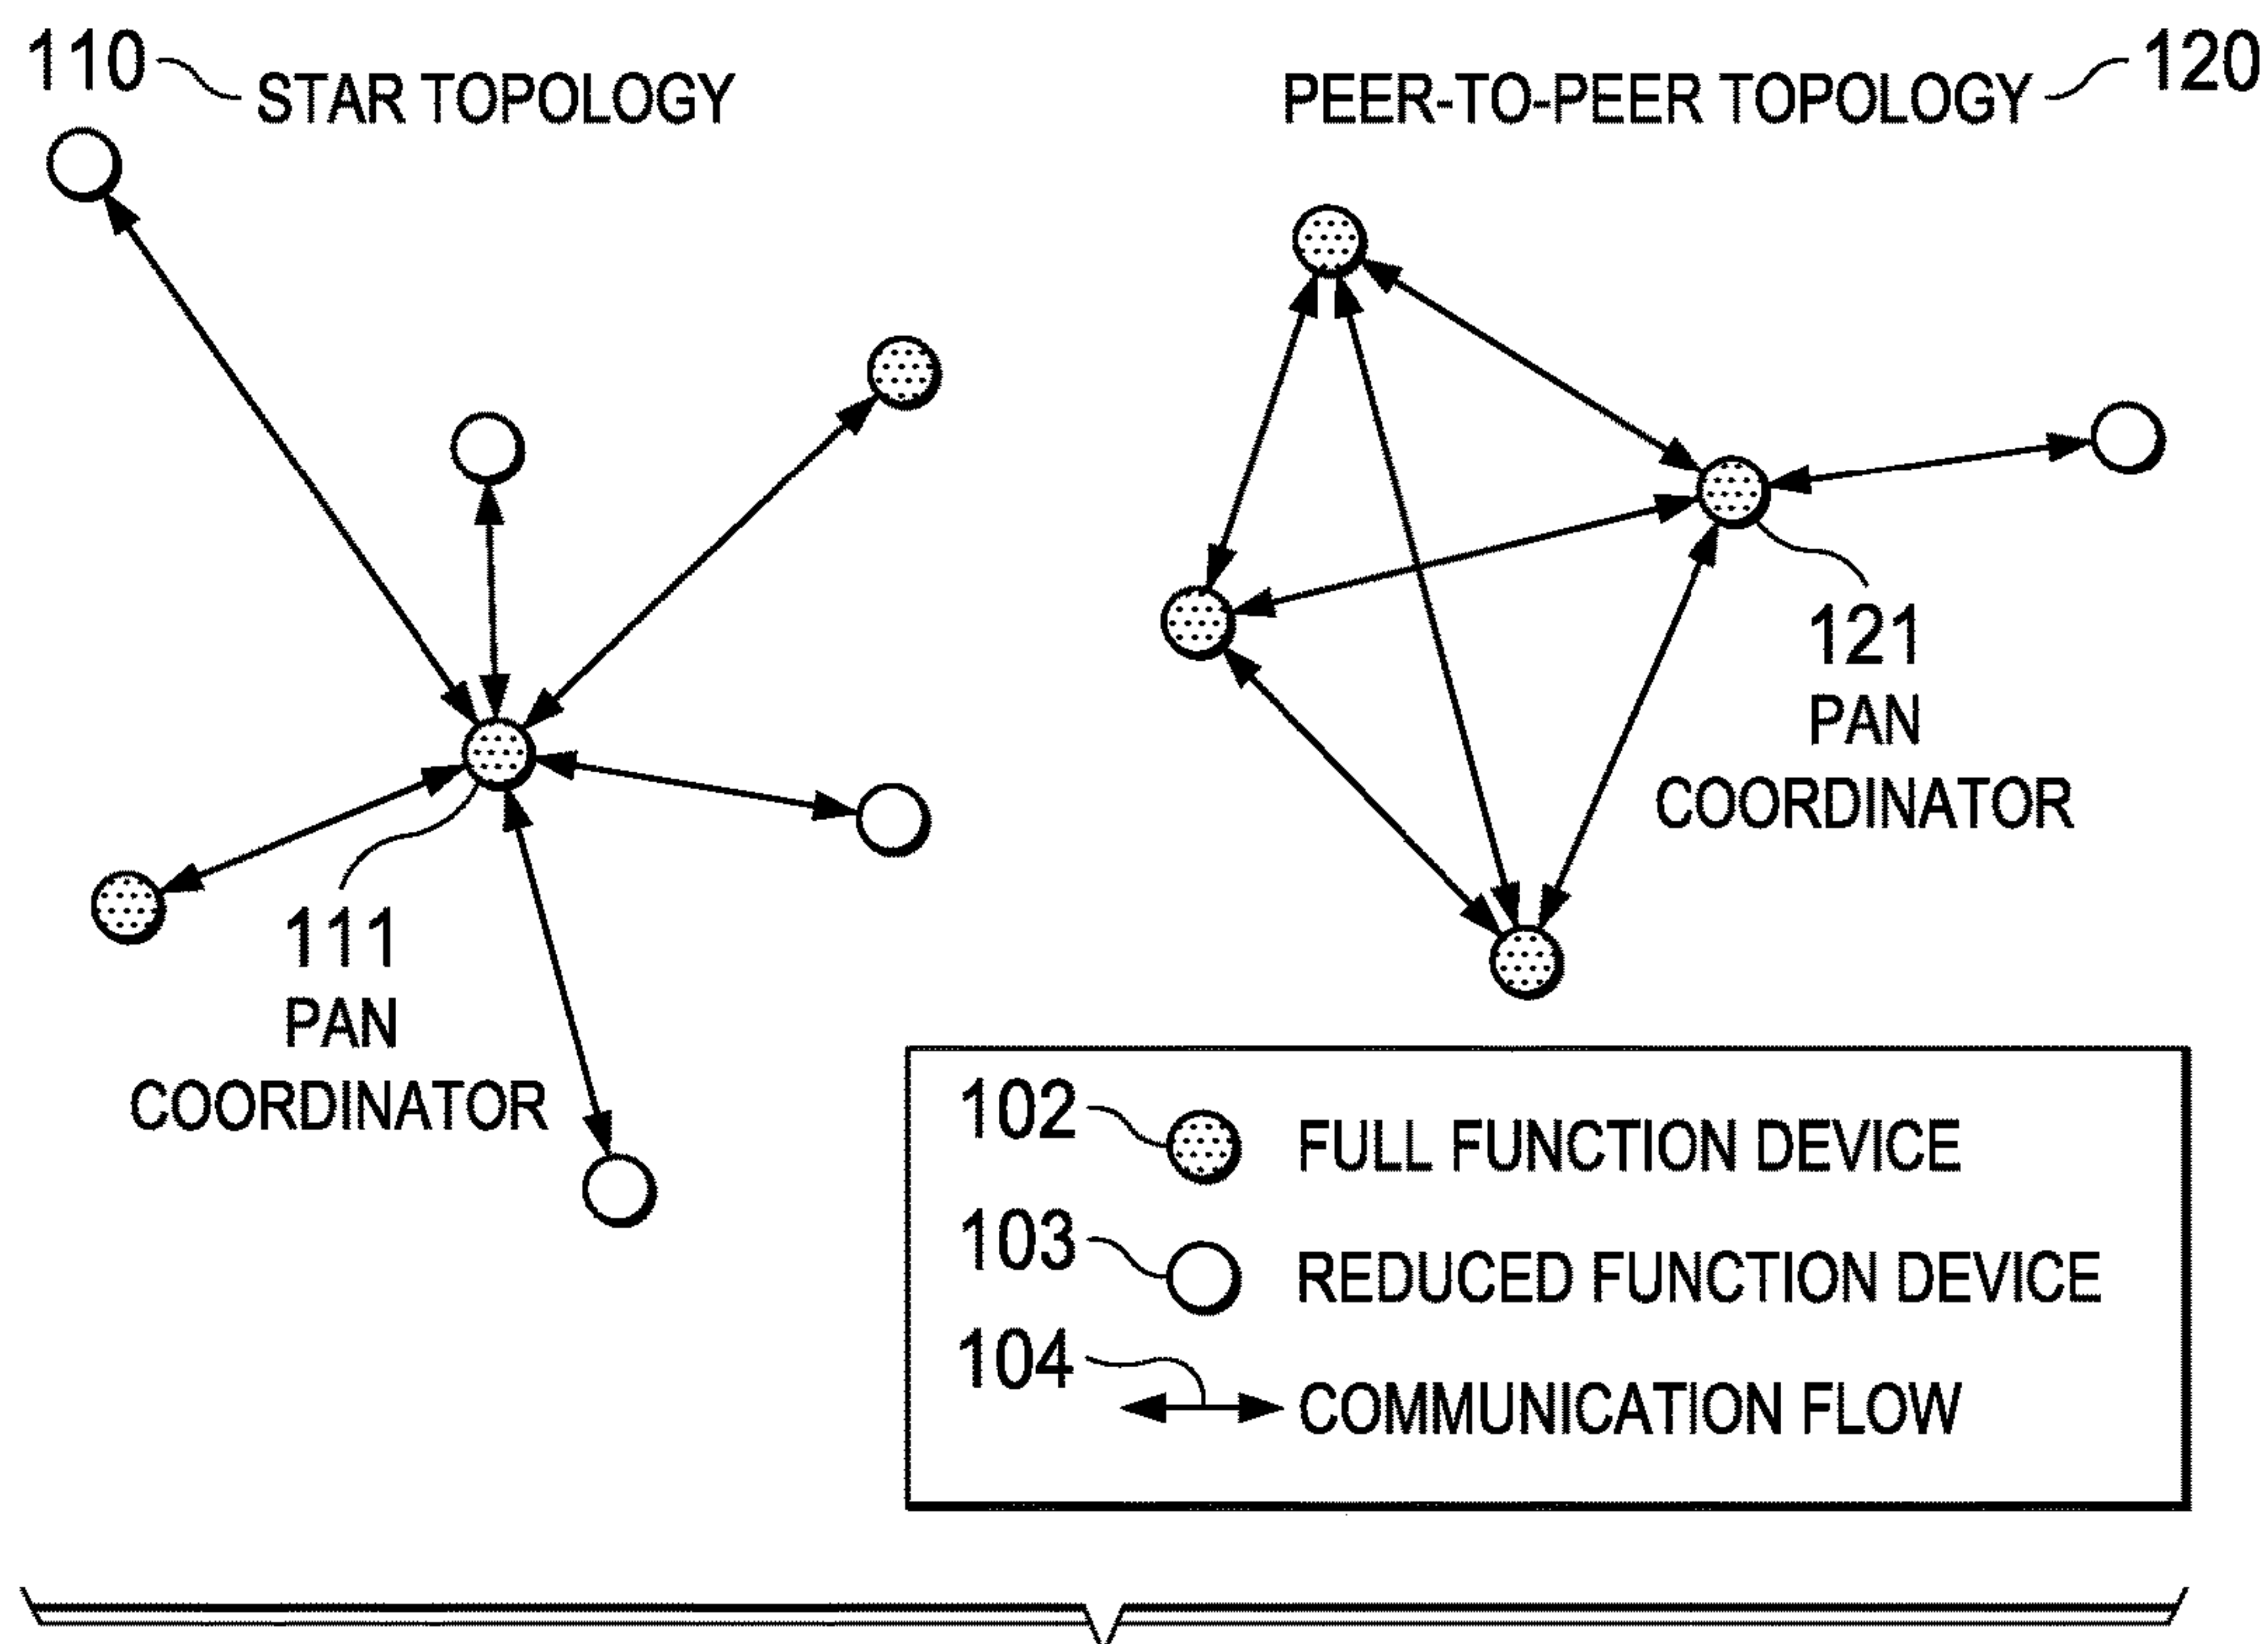 110 STAR TOPOLOGY
PEER-TO-PEER TOPOLOGY 120
111
PAN
COORDINATOR
121
PAN
COORDINATOR
102 FULL FUNCTION DEVICE
103 REDUCED FUNCTION DEVICE
104 COMMUNICATION FLOW